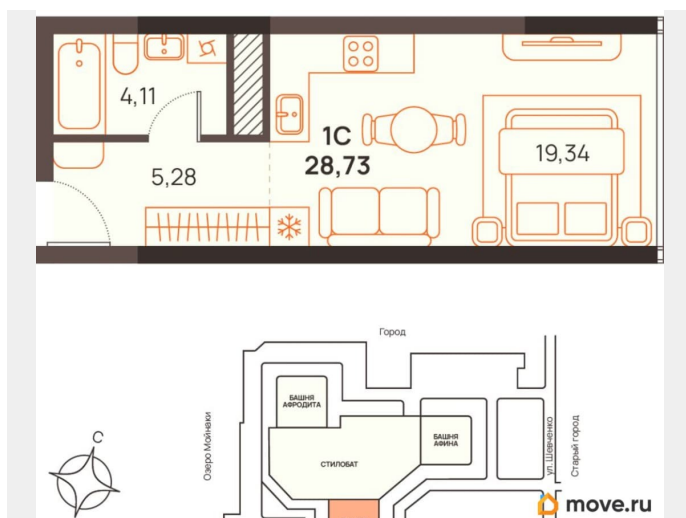 4,11
1С
28,73
19,34
5,28
Город
Озеро Мойнаки
БАШНЯ
АФРОДИТА
БАШНЯ
АФИНА
СТИЛОБАТ
ул. Шевченко
Старый город
С
move.ru